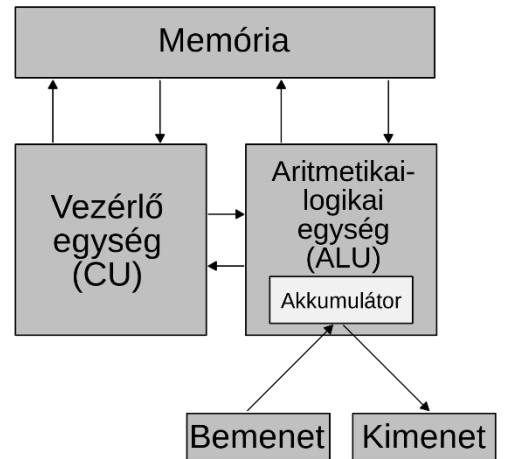 Memória
Vezérlő
egység
(CU)
Aritmetikai-
logikai
egység
(ALU)
Akkumulátor
Bemenet
Kimenet